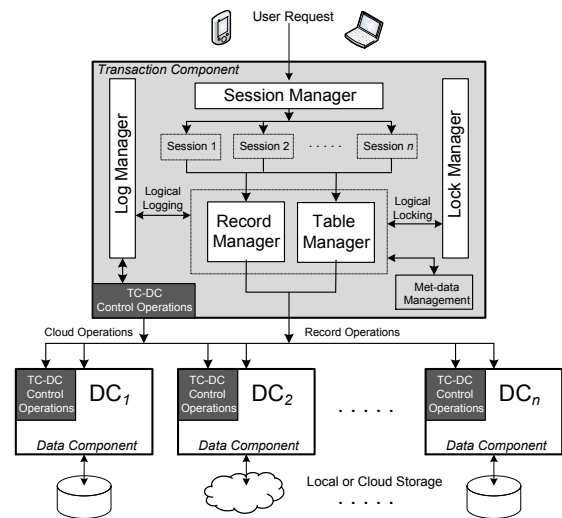 User Request
Transaction Component
Session Manager
Session 1
Session 2
. . . . .
Session n
Log Manager
Lock Manager
Logical
Logging
Logical
Locking
Record
Manager
Table
Manager
Met-data
Management
TC-DC
Control Operations
Cloud Operations
Record Operations
TC-DC
Control
Operations
DC1
Data Component
TC-DC
Control
Operations
DC2
Data Component
. . . . .
TC-DC
Control
Operations
DCn
Data Component
Local or Cloud Storage
. . . . .